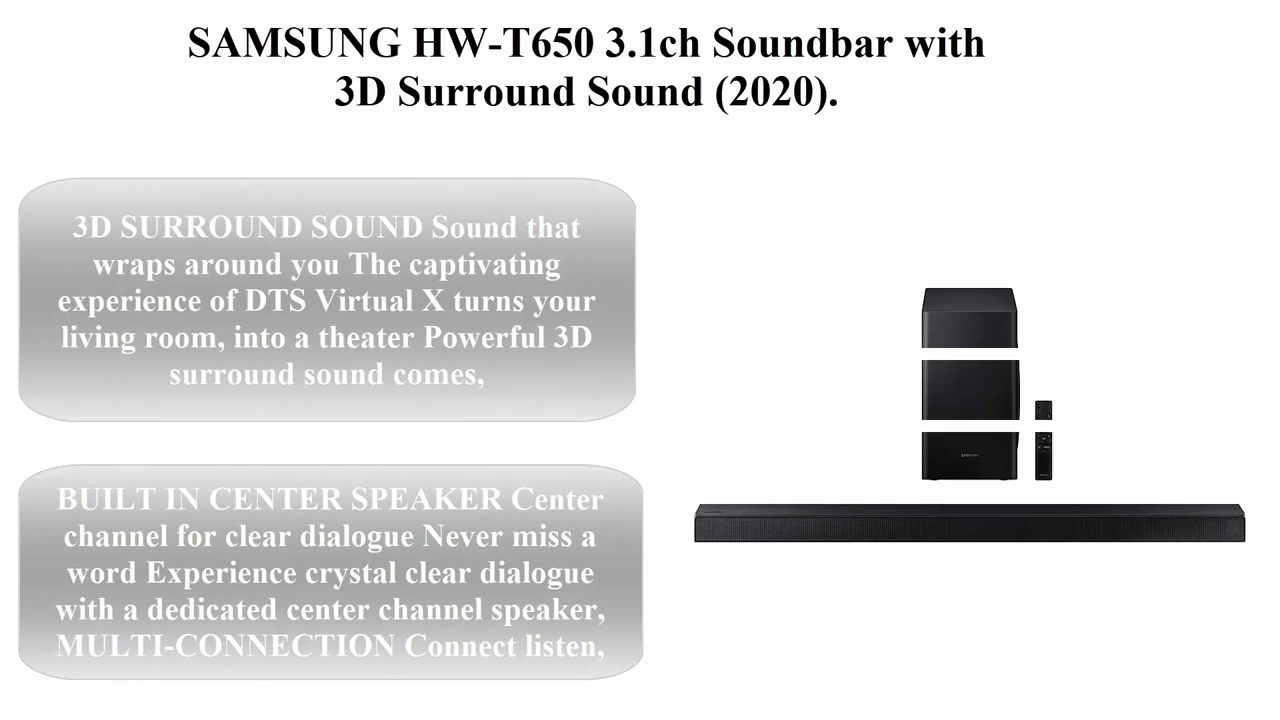 SAMSUNG HW-T650 3.1ch Soundbar with
3D Surround Sound (2020).
3D SURROUND SOUND Sound that
wraps around you The captivating
experience of DTS Virtual X turns your
living room, into a theater Powerful 3D
surround sound comes,
BUILT IN CENTER SPEAKER Center
channel for clear dialogue Never miss a
word Experience crystal clear dialogue
with a dedicated center channel speaker,
MULTI-CONNECTION Connect listen,
SAMSUNG